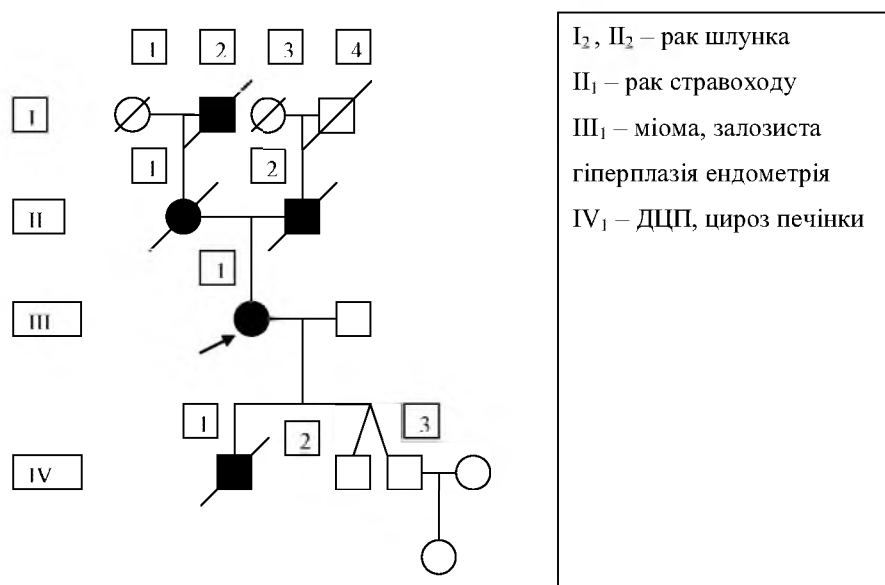 1 2 3 4
I
1 2
II
1
III
1 2 3
IV
I₂ , II₂ – рак шлунка
II₁ – рак стравоходу
III₁ – міома, залозиста
гіперплазія ендометрія
IV₁ – ДЦП, цироз печінки